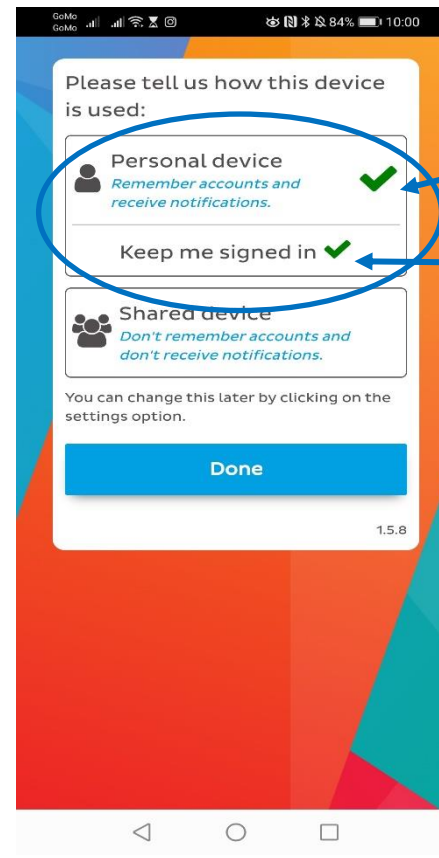 GoMo
GoMo
84% 10:00
Please tell us how this device
is used:
Personal device
Remember accounts and
receive notifications.
Keep me signed in
Shared device
Don't remember accounts and
don't receive notifications.
You can change this later by clicking on the
settings option.
Done
1.5.8